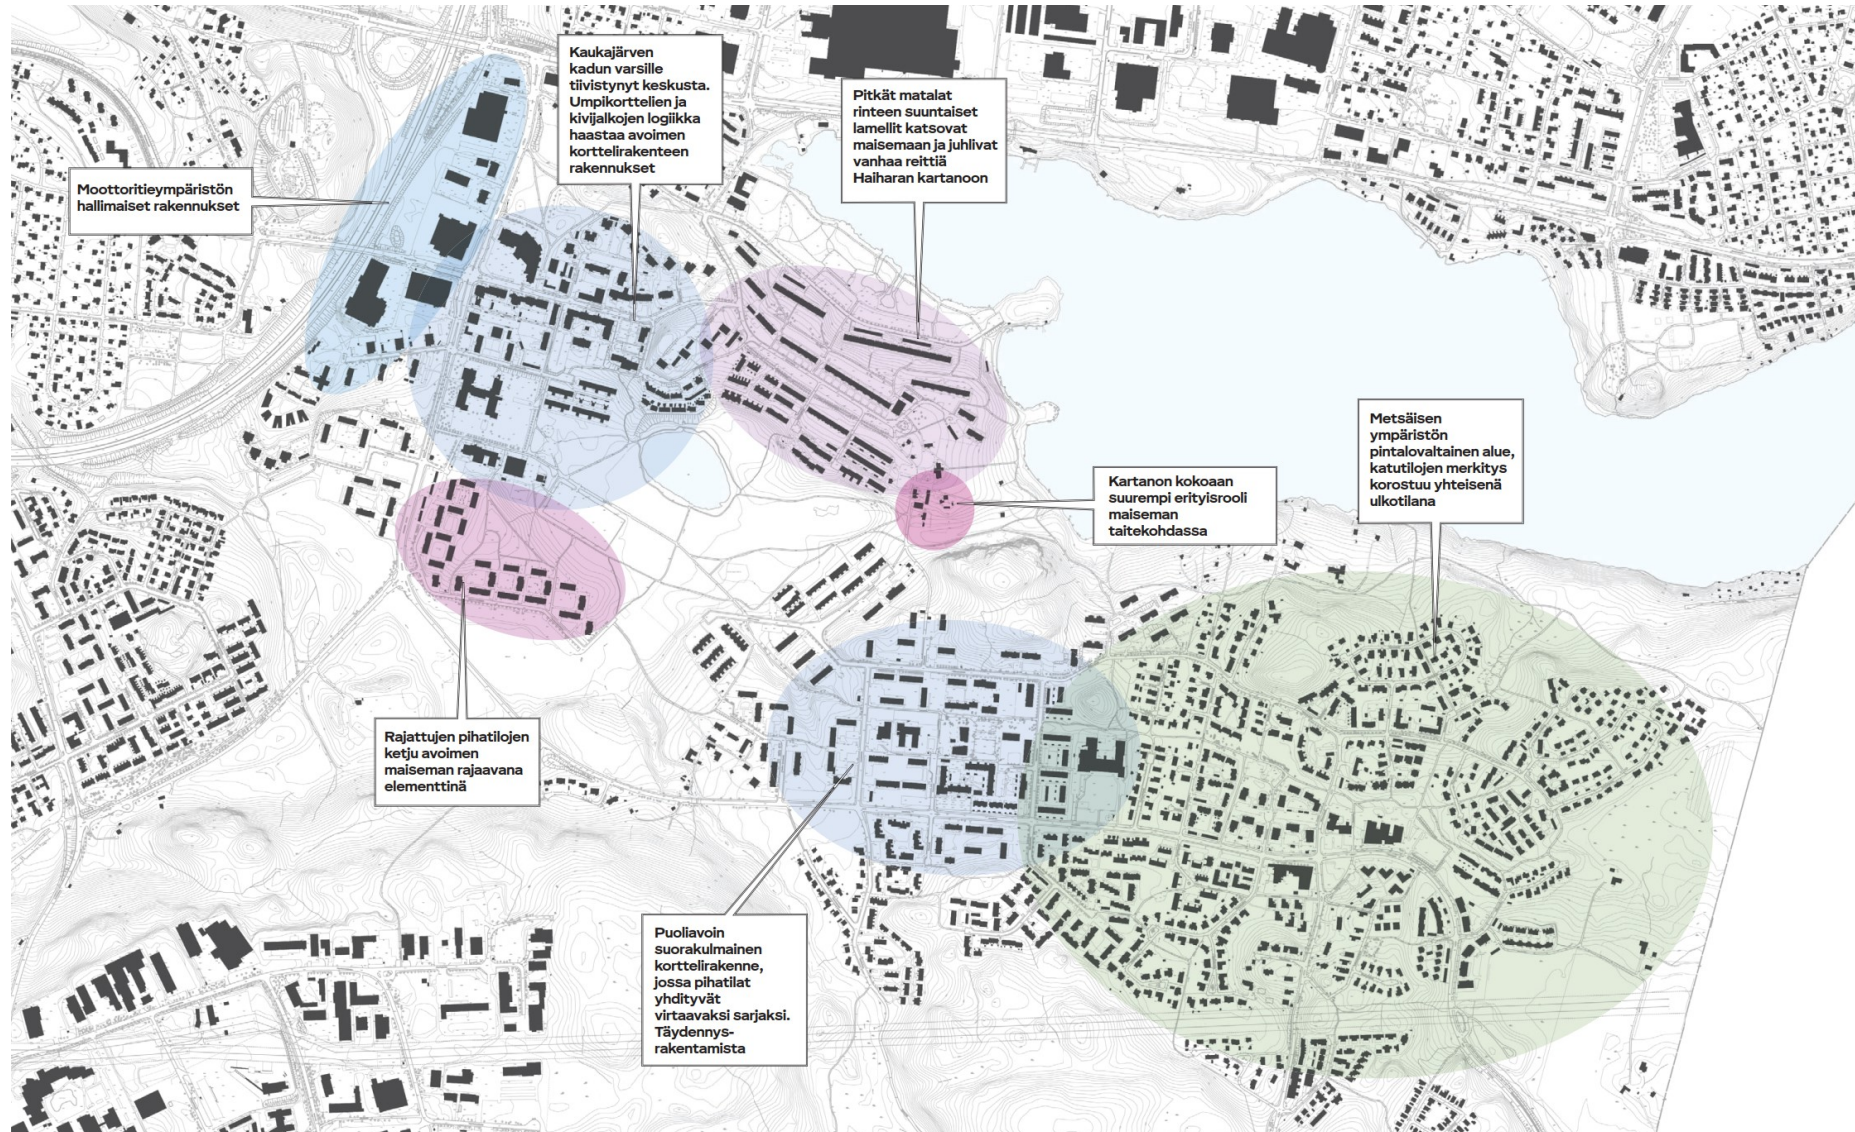 Kaukajärven
kadun varsille
tiivistynyt keskusta.
Umpikorttelien ja
kivijalkojen logiikka
haastaa avoimen
korttelirakenteen
rakennukset
Pitkät matalat
rinteen suuntaiset
lamellit katsovat
maisemaan ja juhlivat
vanhaa reittiä
Haiharan kartanoon
Moottoritieympäristön
hallimaiset rakennukset
Metsäisen
ympäristön
pintalovaltainen alue,
katutilojen merkitys
korostuu yhteisenä
ulkotilana
Kartanon kokoaan
suurempi erityisrooli
maiseman
taitekohdassa
Rajattujen pihatilojen
ketju avoimen
maiseman rajaavana
elementtinä
Puoliavoin
suorakulmainen
korttelirakenne,
jossa pihatilat
yhdityvät
virtaavaksi sarjaksi.
Täydennys-
rakentamista